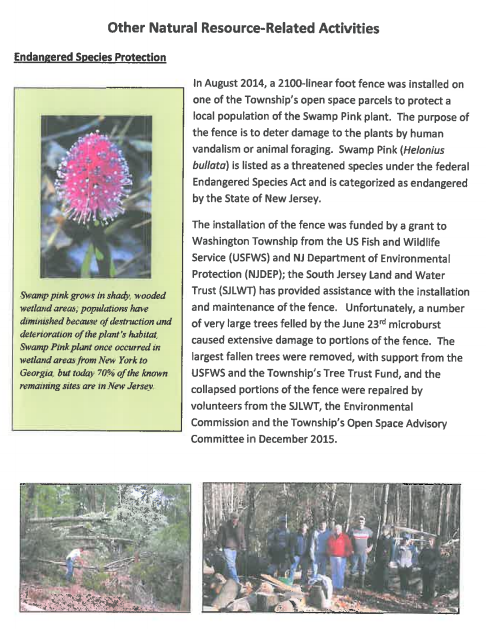 Other Natural Resource-Related Activities
Endangered Species Protection
In August 2014, a 2100-linear foot fence was installed on
one of the Township's open space parcels to protect a
local population of the Swamp Pink plant. The purpose of
the fence is to deter damage to the plants by human
vandalism or animal foraging. Swamp Pink (Helonius
bullata) is listed as a threatened species under the federal
Endangered Species Act and is categorized as endangered
by the State of New Jersey.
The installation of the fence was funded by a grant to
Washington Township from the US Fish and Wildlife
Service (USFWS) and NJ Department of Environmental
Protection (NJDEP); the South Jersey Land and Water
Trust (SJLWT) has provided assistance with the installation
and maintenance of the fence. Unfortunately, a number
of very large trees felled by the June 23rd microburst
caused extensive damage to portions of the fence. The
largest fallen trees were removed, with support from the
USFWS and the Township's Tree Trust Fund, and the
collapsed portions of the fence were repaired by
volunteers from the SJLWT, the Environmental
Commission and the Township's Open Space Advisory
Committee in December 2015.
Swamp pink grows in shady, wooded
wetland areas; populations have
diminished because of destruction and
deterioration of the plant's habitat.
Swamp Pink plant once occurred in
wetland areas from New York to
Georgia, but today 70% of the known
remaining sites are in New Jersey.